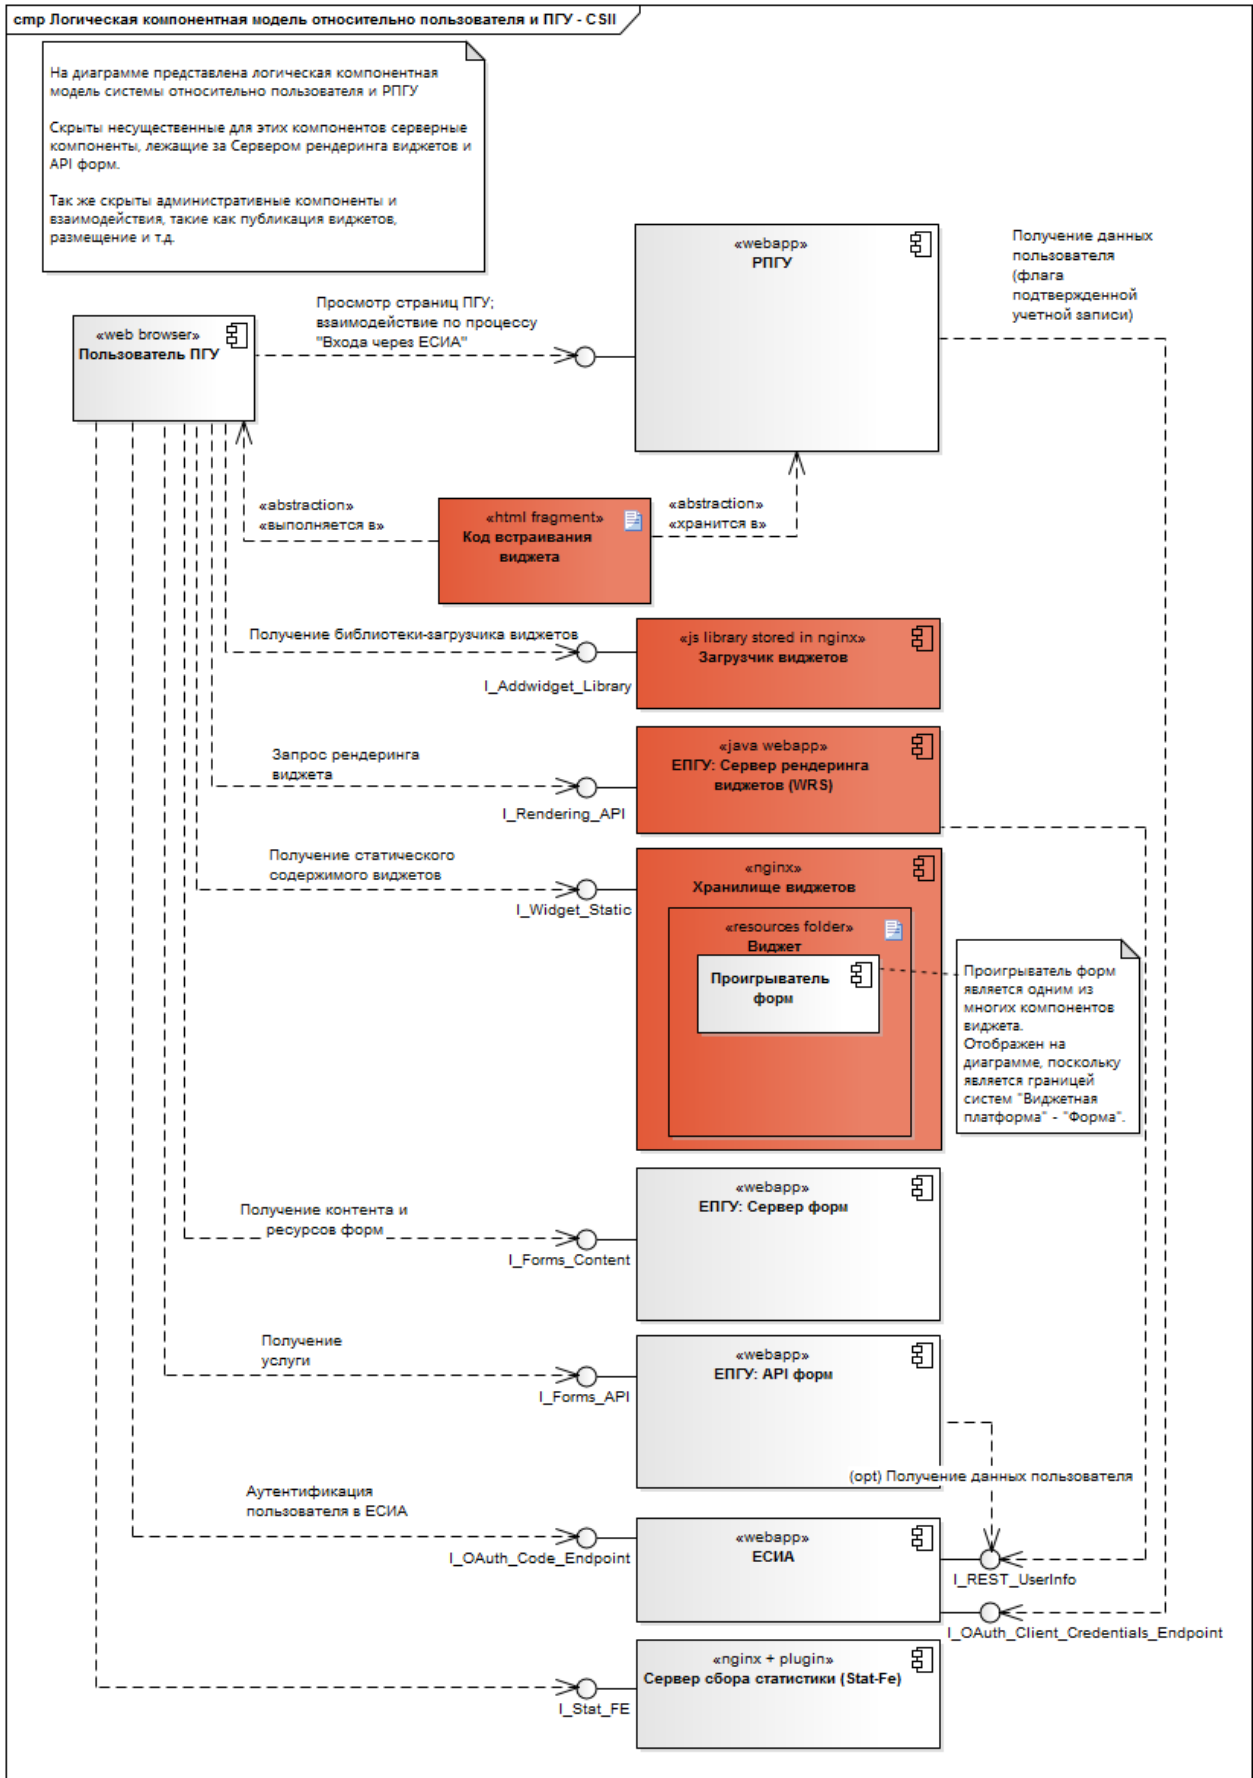 cmp Логическая компонентная модель относительно пользователя и ПГУ - CSII
На диаграмме представлена логическая компонентная
модель системы относительно пользователя и РПГУ
Скрыты несущественные для этих компонентов серверные
компоненты, лежащие за Сервером рендеринга виджетов и
API форм.
Так же скрыты административные компоненты и
взаимодействия, такие как публикация виджетов,
размещение и т.д.
«webapp»
РПГУ
Получение данных
пользователя
(флага
подтвержденной
учетной записи)
Просмотр страниц ПГУ;
взаимодействие по процессу
"Входа через ЕСИА"
«web browser»
Пользователь ПГУ
«abstraction»
«выполняется в»
«html fragment»
Код встраивания
виджета
«abstraction»
«хранится в»
Получение библиотеки-загрузчика виджетов
I_Addwidget_Library
«js library stored in nginx»
Загрузчик виджетов
Запрос рендеринга
виджета
I_Rendering_API
«java webapp»
ЕПГУ: Сервер рендеринга
виджетов (WRS)
Получение статического
содержимого виджетов
I_Widget_Static
«nginx»
Хранилище виджетов
«resources folder»
Виджет
Проигрыватель
форм
Проигрыватель форм
является одним из
многих компонентов
виджета.
Отображен на
диаграмме, поскольку
является границей
систем "Виджетная
платформа" - "Форма".
Получение контента и
ресурсов форм
I_Forms_Content
«webapp»
ЕПГУ: Сервер форм
Получение
услуги
I_Forms_API
«webapp»
ЕПГУ: API форм
(opt) Получение данных пользователя
Аутентификация
пользователя в ЕСИА
I_OAuth_Code_Endpoint
«webapp»
ЕСИА
I_REST_UserInfo
I_OAuth_Client_Credentials_Endpoint
«nginx + plugin»
Сервер сбора статистики (Stat-Fe)
I_Stat_FE